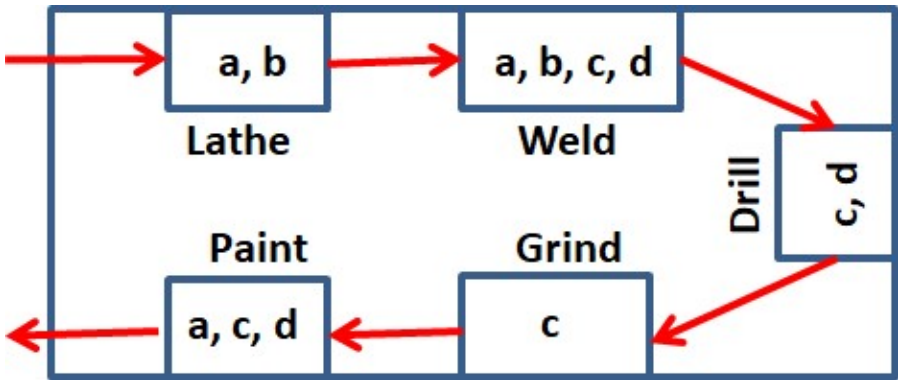 a, b
a, b, c, d
Lathe
Weld
Drill
c, d
Paint
Grind
a, c, d
c